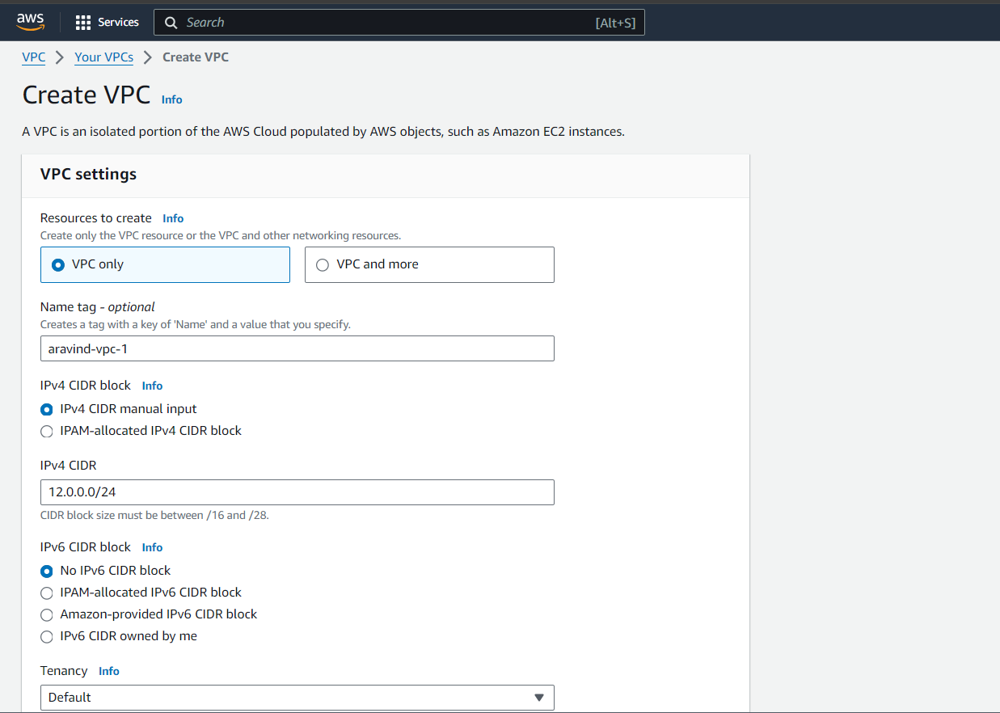 aws Services Search [Alt+S]
VPC Your VPCs Create VPC
Create VPC Info
A VPC is an isolated portion of the AWS Cloud populated by AWS objects, such as Amazon EC2 instances.
VPC settings
Resources to create Info
Create only the VPC resource or the VPC and other networking resources.
VPC only VPC and more
Name tag - optional
Creates a tag with a key of 'Name' and a value that you specify.
aravind-vpc-1
IPv4 CIDR block Info
IPv4 CIDR manual input
IPAM-allocated IPv4 CIDR block
IPv4 CIDR
12.0.0.0/24
CIDR block size must be between /16 and /28.
IPv6 CIDR block Info
No IPv6 CIDR block
IPAM-allocated IPv6 CIDR block
Amazon-provided IPv6 CIDR block
IPv6 CIDR owned by me
Tenancy Info
Default